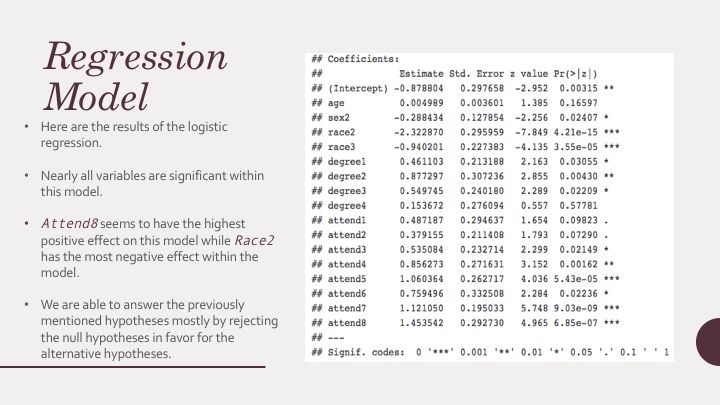 Regression
Model
• Here are the results of the logistic
regression.
• Nearly all variables are significant within
this model.
• Attend8 seems to have the highest
positive effect on this model while Race2
has the most negative effect within the
model.
• We are able to answer the previously
mentioned hypotheses mostly by rejecting
the null hypotheses in favor for the
alternative hypotheses.
## Coefficients:
## Estimate Std. Error z value Pr(>|z|)
## (Intercept) -0.878804 0.297658 -2.952 0.00315 **
## age 0.004989 0.003601 1.385 0.16597
## sex2 -0.288434 0.127854 -2.256 0.02407 *
## race2 -2.322870 0.295959 -7.849 4.21e-15 ***
## race3 -0.940201 0.227383 -4.135 3.55e-05 ***
## degree1 0.461103 0.213188 2.163 0.03055 *
## degree2 0.877297 0.307236 2.855 0.00430 **
## degree3 0.549745 0.240180 2.289 0.02209 *
## degree4 0.153672 0.276094 0.557 0.57781
## attend1 0.487187 0.294637 1.654 0.09823 .
## attend2 0.379155 0.211408 1.793 0.07290 .
## attend3 0.535084 0.232714 2.299 0.02149 *
## attend4 0.856273 0.271631 3.152 0.00162 **
## attend5 1.060364 0.262717 4.036 5.43e-05 ***
## attend6 0.759496 0.332508 2.284 0.02236 *
## attend7 1.121050 0.195033 5.748 9.03e-09 ***
## attend8 1.453542 0.292730 4.965 6.85e-07 ***
## ---
## Signif. codes: 0 '***' 0.001 '**' 0.01 '*' 0.05 '.' 0.1 ' ' 1